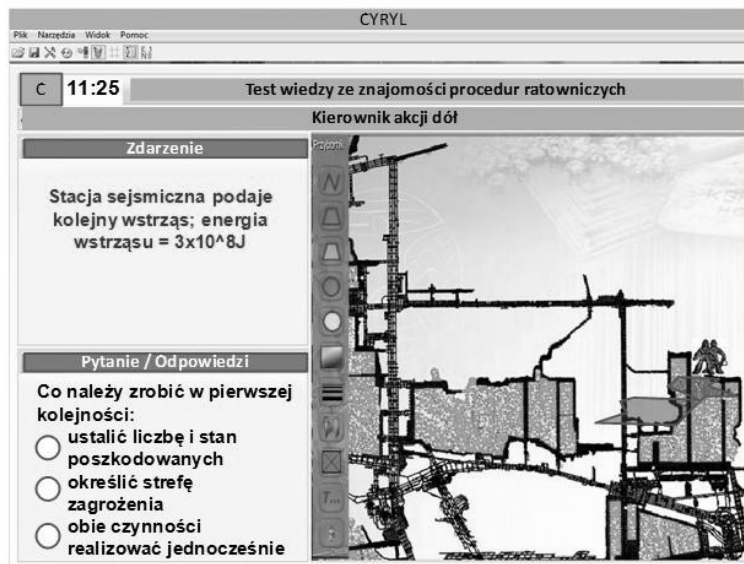 CYRYL
Plik Narzędzia Widok Pomoc
C 11:25 Test wiedzy ze znajomości procedur ratowniczych
Kierownik akcji dół
Zdarzenie
Stacja sejsmiczna podaje
kolejny wstrząs; energia
wstrząsu = 3x10^8J
Pytanie / Odpowiedzi
Co należy zrobić w pierwszej
kolejności:
ustalić liczbę i stan
poszkodowanych
określić strefę
zagrożenia
obie czynności
realizować jednocześnie
Przybornik
T...